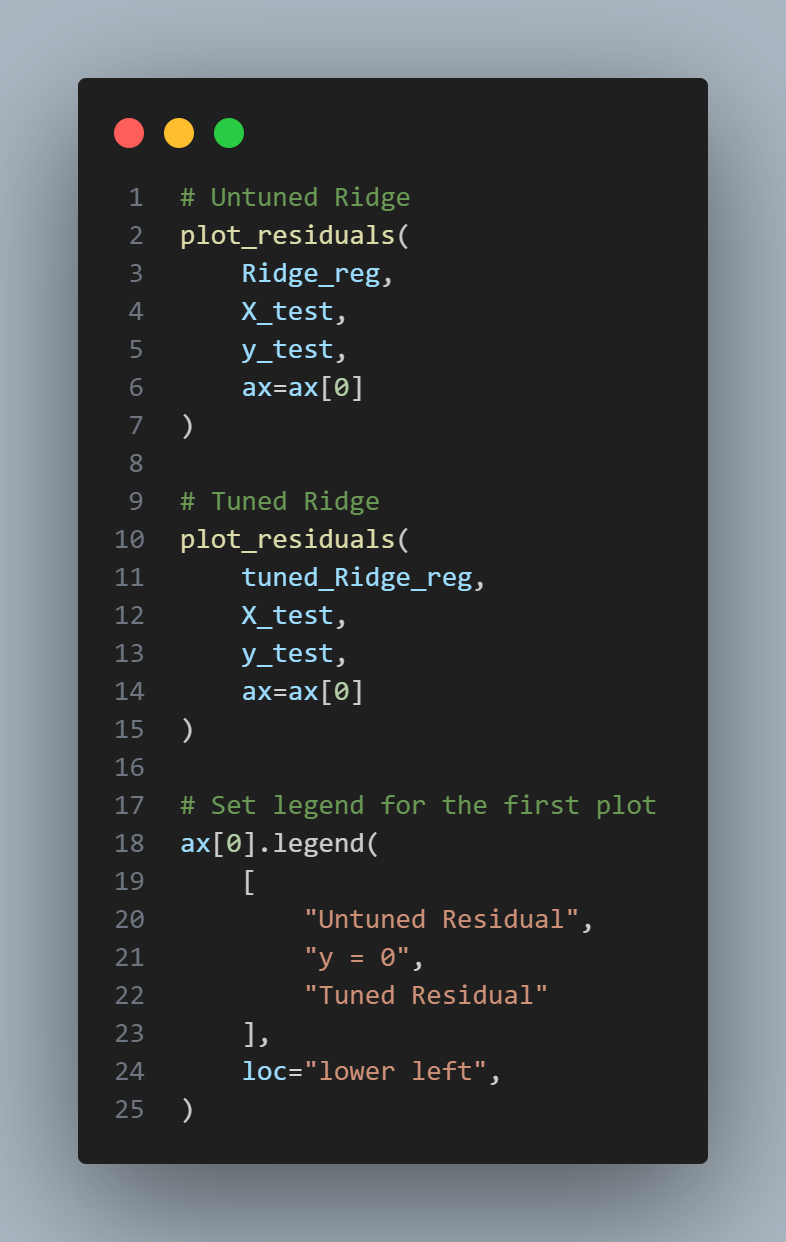 1 # Untuned Ridge
2 plot_residuals(
3     Ridge_reg,
4     X_test,
5     y_test,
6     ax=ax[0]
7 )
8
9 # Tuned Ridge
10 plot_residuals(
11     tuned_Ridge_reg,
12     X_test,
13     y_test,
14     ax=ax[0]
15 )
16
17 # Set legend for the first plot
18 ax[0].legend(
19     [
20         "Untuned Residual",
21         "y = 0",
22         "Tuned Residual"
23     ],
24     loc="lower left",
25 )